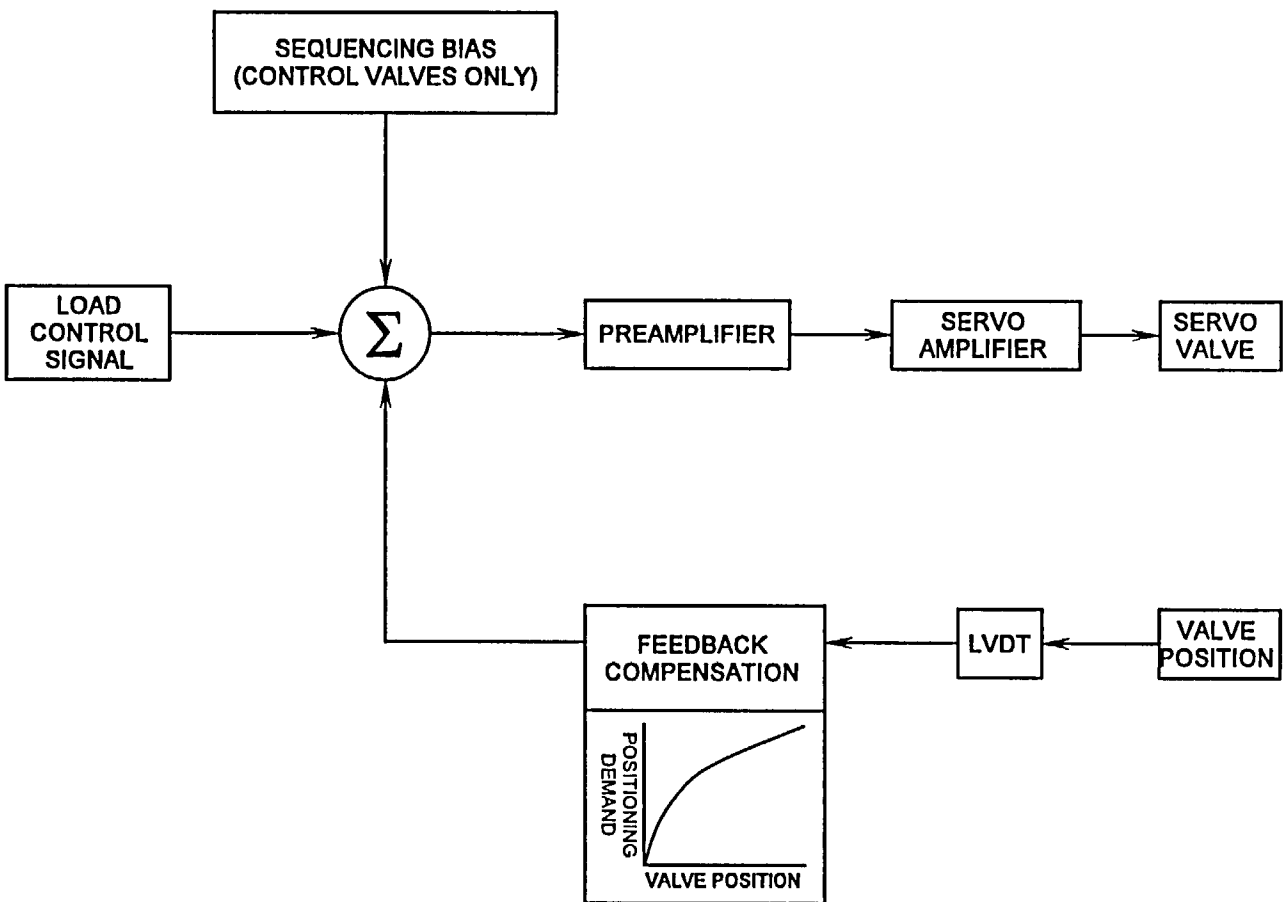 SEQUENCING BIAS
(CONTROL VALVES ONLY)
LOAD
CONTROL
SIGNAL
Σ
PREAMPLIFIER
SERVO
AMPLIFIER
SERVO
VALVE
FEEDBACK
COMPENSATION
LVDT
VALVE
POSITION
POSITIONING
DEMAND
VALVE POSITION